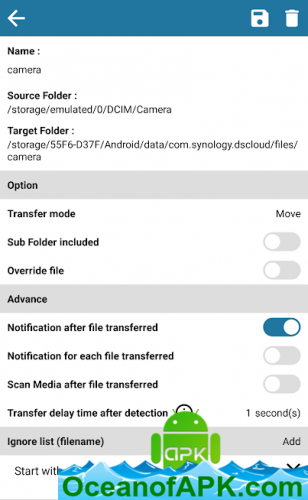 Name :
camera
Source Folder :
/storage/emulated/0/DCIM/Camera
Target Folder :
/storage/55F6-D37F/Android/data/com.synology.dscloud/files/
camera
Option
Transfer mode Move
Sub Folder included
Override file
Advance
Notification after file transferred
Notification for each file transferred
Scan Media after file transferred
Transfer delay time after detection 1 second(s)
Ignore list (filename) Add
Start with
APK
OceanofAPK.com